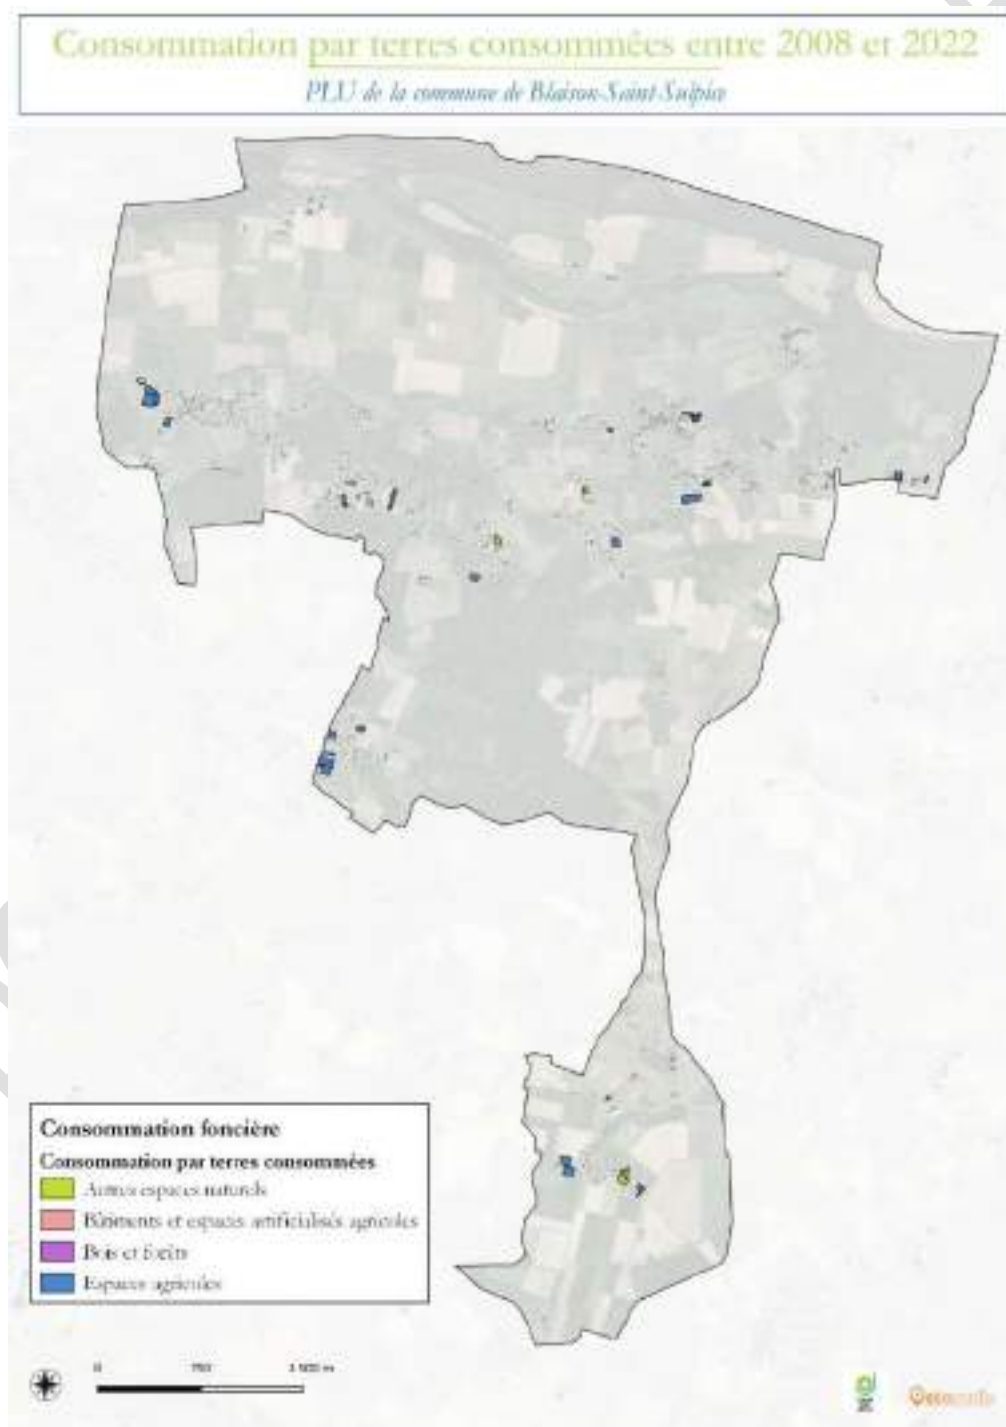 Consommation par terres consommées entre 2008 et 2022
PLU de la commune de Blaison-Saint-Sulpice
Consommation foncière
Consommation par terres consommées
Autres espaces naturels
Bâtiments et espaces artificialisés agricoles
Bois et forêts
Espaces agricoles
0 750 1 500 m